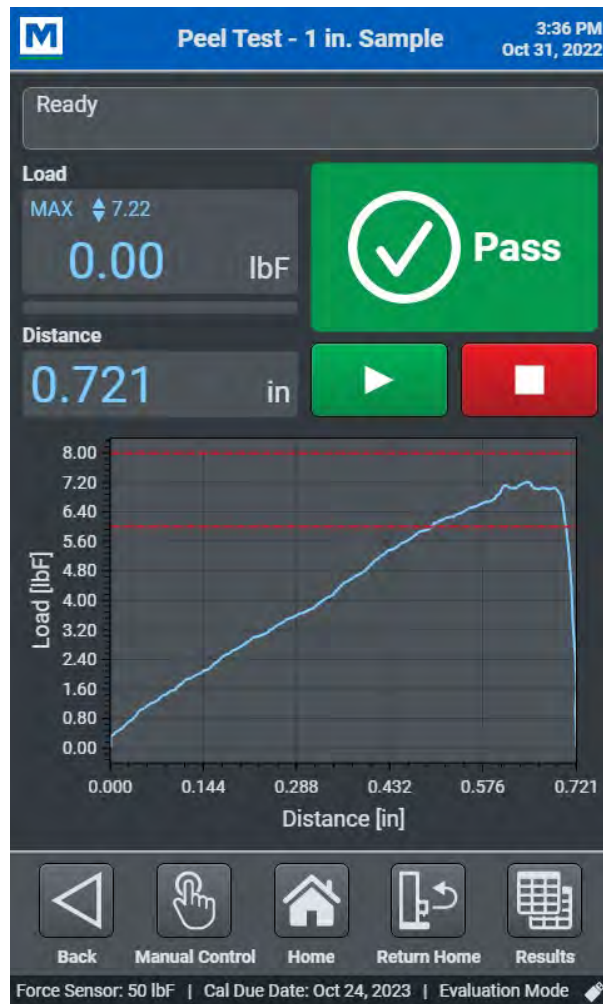 M
Peel Test - 1 in. Sample
3:36 PM
Oct 31, 2022
Ready
Load
MAX 7.22
0.00 lbF
Pass
Distance
0.721 in
8.00
7.20
6.40
5.60
4.80
4.00
3.20
2.40
1.60
0.80
0.00
Load [lbF]
0.000 0.144 0.288 0.432 0.576 0.721
Distance [in]
Back Manual Control Home Return Home Results
Force Sensor: 50 lbF | Cal Due Date: Oct 24, 2023 | Evaluation Mode